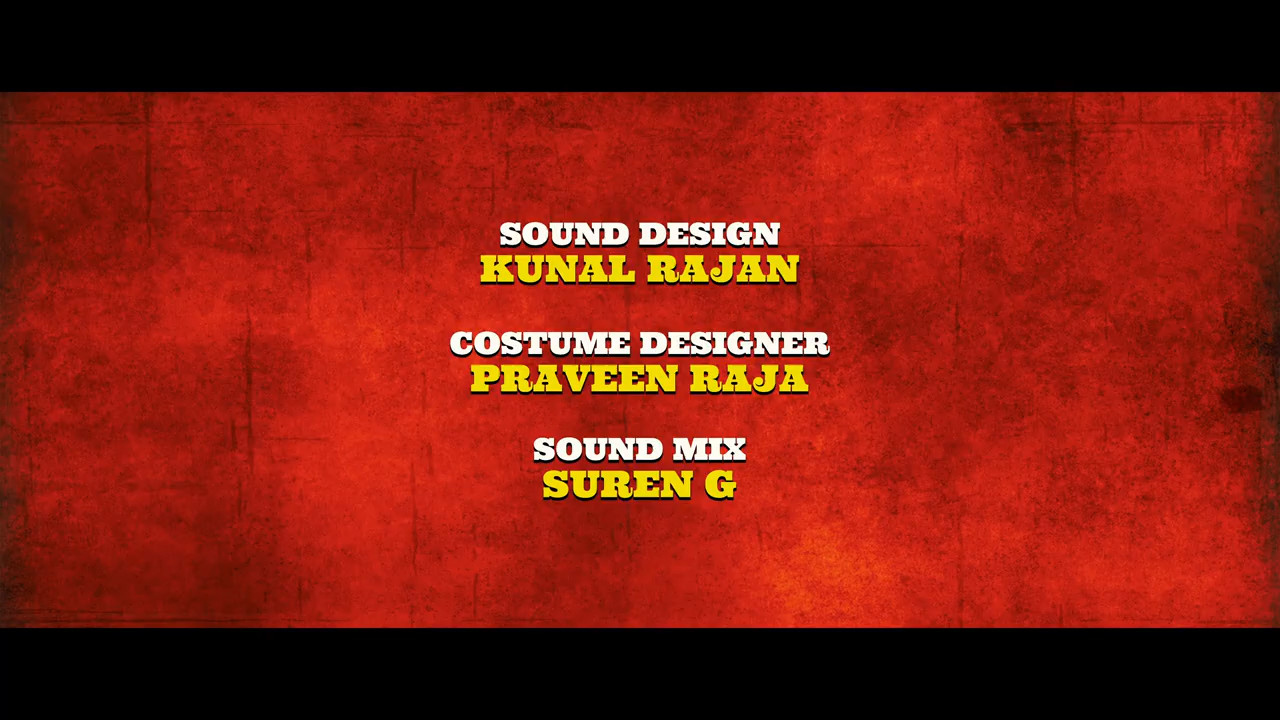 SOUND DESIGN
KUNAL RAJAN
COSTUME DESIGNER
PRAVEEN RAJA
SOUND MIX
SUREN G